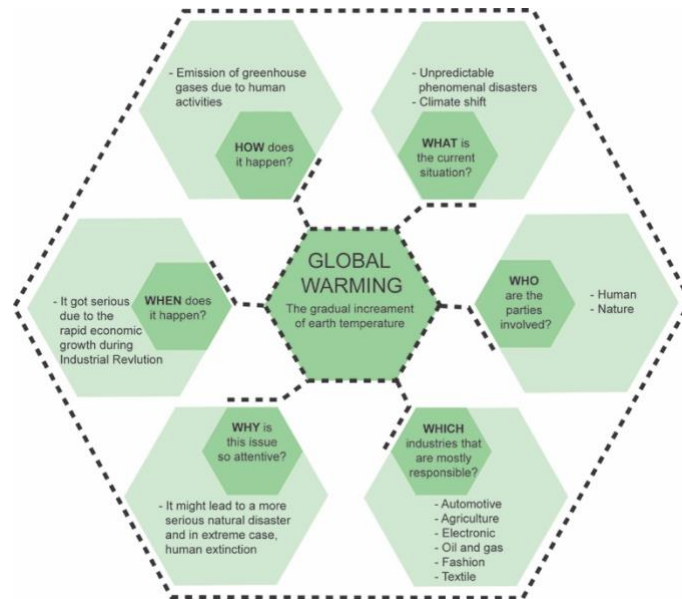 GLOBAL
WARMING
The gradual increament
of earth temperature
- Emission of greenhouse
gases due to human
activities
HOW does
it happen?
- Unpredictable
phenomenal disasters
- Climate shift
WHAT is
the current
situation?
WHO
are the
parties
involved?
- Human
- Nature
WHICH
industries that
are mostly
responsible?
- Automotive
- Agriculture
- Electronic
- Oil and gas
- Fashion
- Textile
WHY is
this issue
so attentive?
- It might lead to a more
serious natural disaster
and in extreme case,
human extinction
WHEN does
it happen?
- It got serious
due to the
rapid economic
growth during
Industrial Revlution